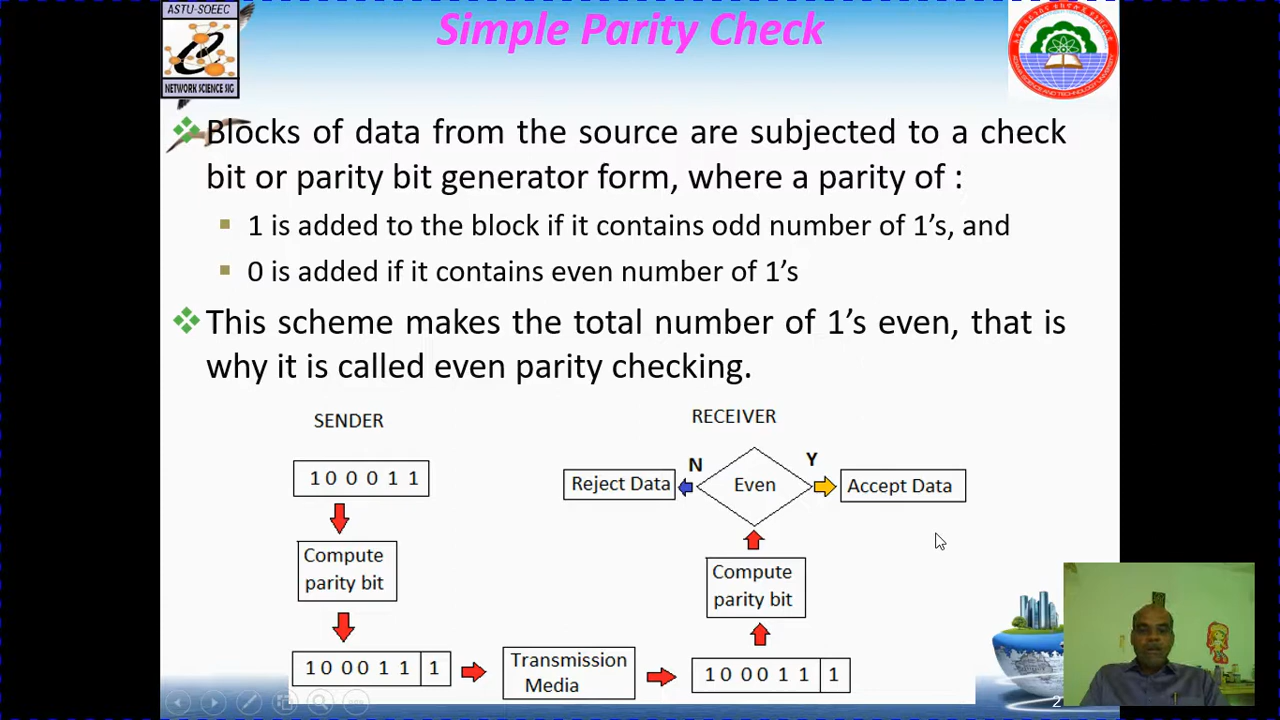 ASTU-SOEEC
NETWORK SCIENCE SIG
Simple Parity Check
Blocks of data from the source are subjected to a check
bit or parity bit generator form, where a parity of :
1 is added to the block if it contains odd number of 1’s, and
0 is added if it contains even number of 1’s
This scheme makes the total number of 1’s even, that is
why it is called even parity checking.
SENDER
1 0 0 0 1 1
Compute
parity bit
1 0 0 0 1 1 1
Transmission
Media
RECEIVER
N
Y
Reject Data
Even
Accept Data
Compute
parity bit
1 0 0 0 1 1 1
2